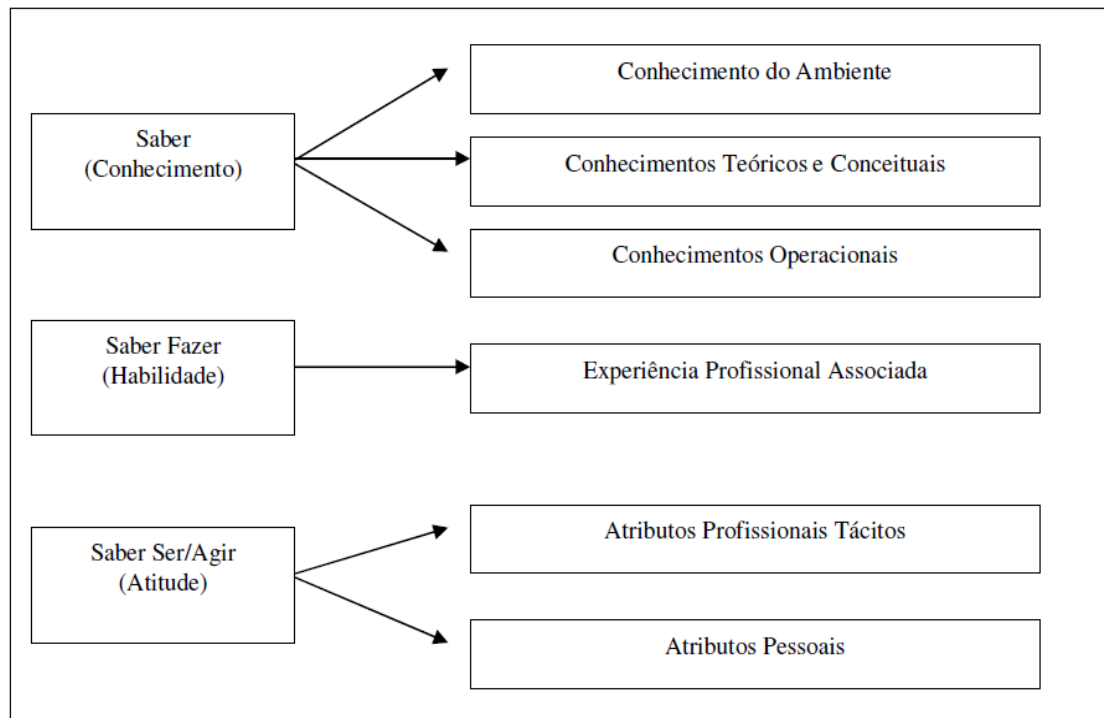 Saber
(Conhecimento)
Conhecimento do Ambiente
Conhecimentos Teóricos e Conceituais
Conhecimentos Operacionais
Saber Fazer
(Habilidade)
Experiência Profissional Associada
Saber Ser/Agir
(Atitude)
Atributos Profissionais Tácitos
Atributos Pessoais